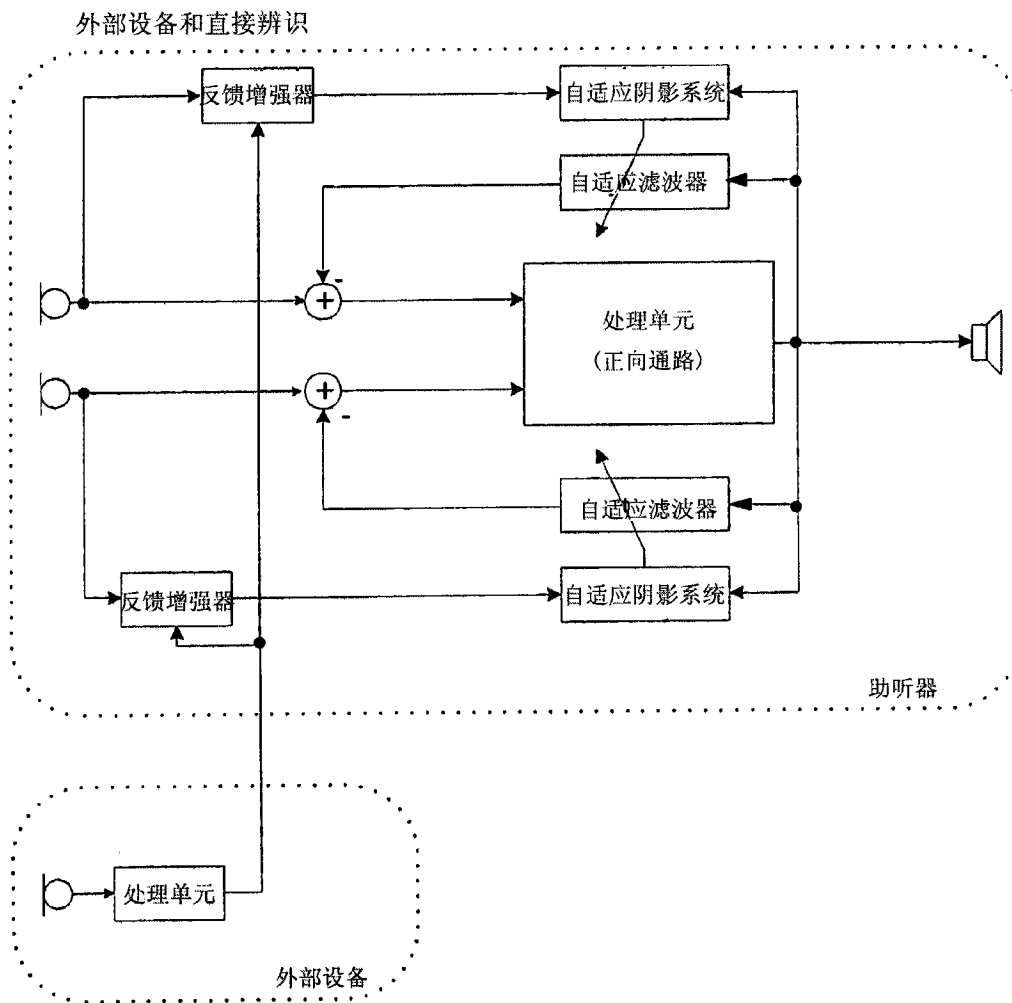 外部设备和直接辨识
反馈增强器
自适应阴影系统
自适应滤波器
-
+
处理单元
(正向通路)
+
-
自适应滤波器
反馈增强器
自适应阴影系统
助听器
处理单元
外部设备